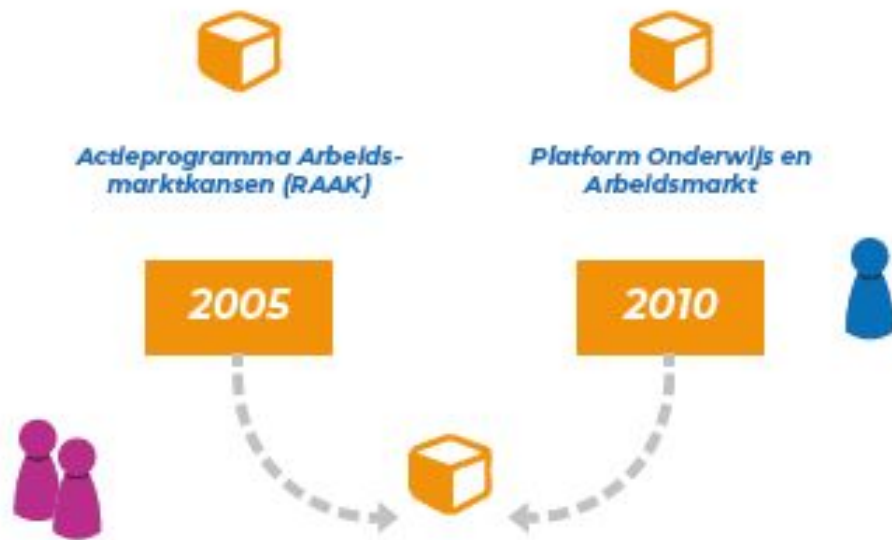 Actieprogramma Arbeids-
marktkansen (RAAK)
Platform Onderwijs en
Arbeidsmarkt
2005
2010